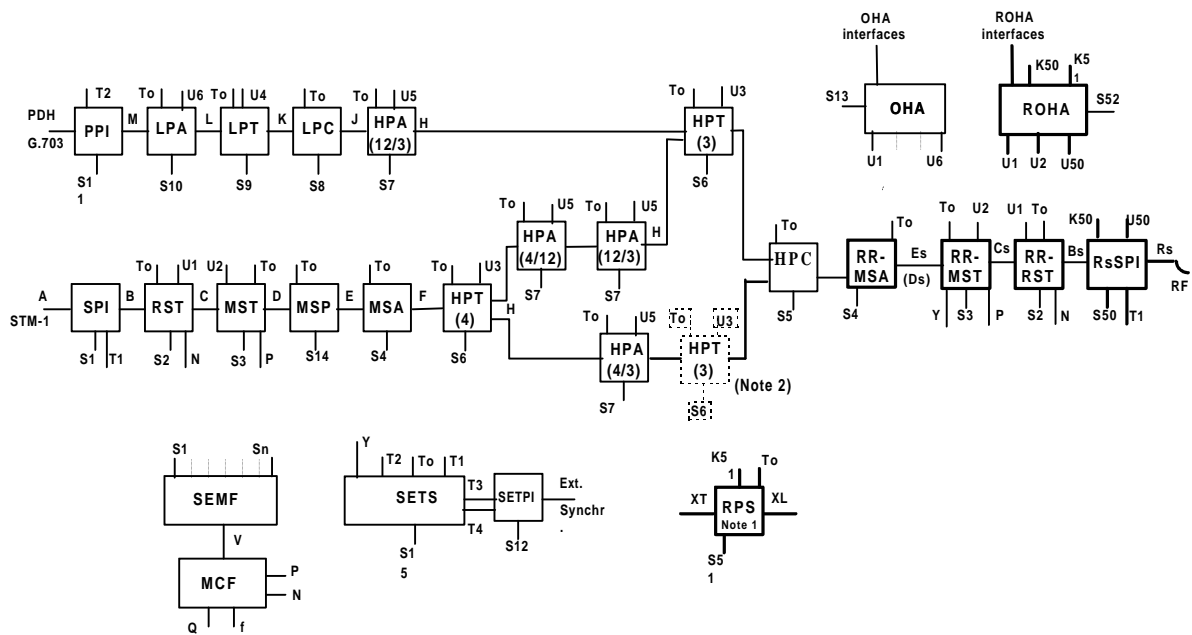 OHA
interfaces
ROHA
interfaces
K50
K5
1
S13
OHA
ROHA
S52
U1
U6
U1
U2
U50
T2
To
U6
To
U4
To
To
U5
To
U3
PDH
G.703
PPI
M
LPA
L
LPT
K
LPC
J
HPA
(12/3)
H
HPT
(3)
S1
1
S10
S9
S8
S7
S6
To
U5
To
U5
HPA
(4/12)
HPA
(12/3)
H
S7
S7
To
HPC
S5
To
RR-
MSA
S4
Es
(Ds)
To
U2
RR-
MST
Y
S3
P
Cs
U1
To
RR-
RST
S2
N
Bs
K50
U50
RsSPI
S50
T1
Rs
RF
To
U1
U2
To
To
To
To
U3
A
STM-1
SPI
B
RST
C
MST
D
MSP
E
MSA
F
HPT
(4)
H
S1
T1
S2
N
S3
P
S14
S4
S6
To
U5
To
U3
HPA
(4/3)
HPT
(3)
(Note 2)
S7
S6
S1
Sn
SEMF
V
MCF
P
N
Q
f
Y
T2
To
T1
SETS
T3
T4
SETPI
Ext.
Synchr
.
S1
5
S12
K5
1
To
XT
RPS
Note 1
XL
S5
1